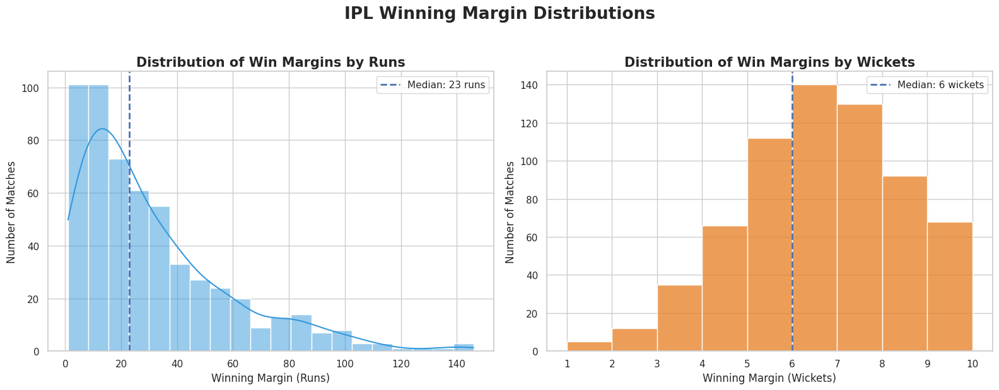 IPL Winning Margin Distributions
Distribution of Win Margins by Runs
Median: 23 runs
100
80
60
40
20
0
Number of Matches
0 20 40 60 80 100 120 140
Winning Margin (Runs)
Distribution of Win Margins by Wickets
Median: 6 wickets
140
120
100
80
60
40
20
0
Number of Matches
1 2 3 4 5 6 7 8 9 10
Winning Margin (Wickets)